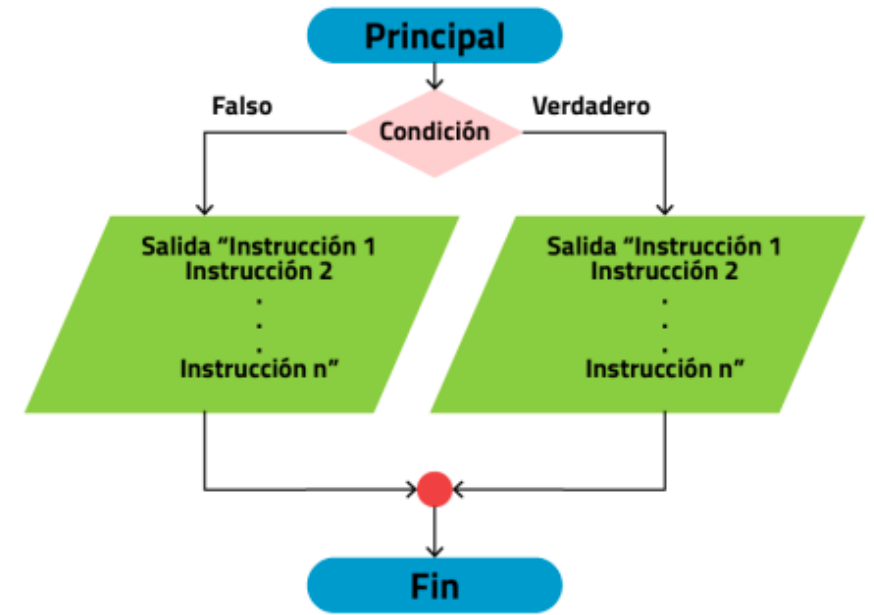 Principal
Falso
Verdadero
Condición
Salida “Instrucción 1
Instrucción 2
.
.
.
Instrucción n”
Salida “Instrucción 1
Instrucción 2
.
.
.
Instrucción n”
Fin